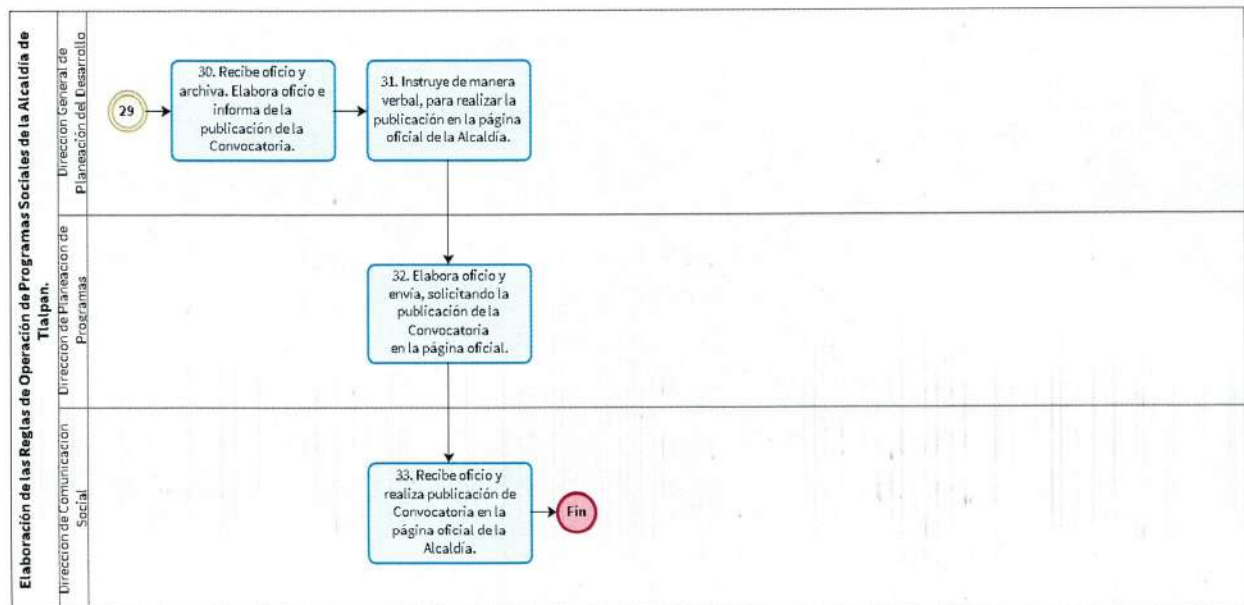 Elaboración de las Reglas de Operación de Programas Sociales de la Alcaldía de
Tlalpan.
Dirección General de
Planeación del Desarrollo
29
30. Recibe oficio y
archiva. Elabora oficio e
informa de la
publicación de la
Convocatoria.
31. Instruye de manera
verbal, para realizar la
publicación en la página
oficial de la Alcaldía.
Dirección de Planeación de
Programas
32. Elabora oficio y
envía, solicitando la
publicación de la
Convocatoria
en la página oficial.
Dirección de Comunicación
Social
33. Recibe oficio y
realiza publicación de
Convocatoria en la
página oficial de la
Alcaldía.
Fin